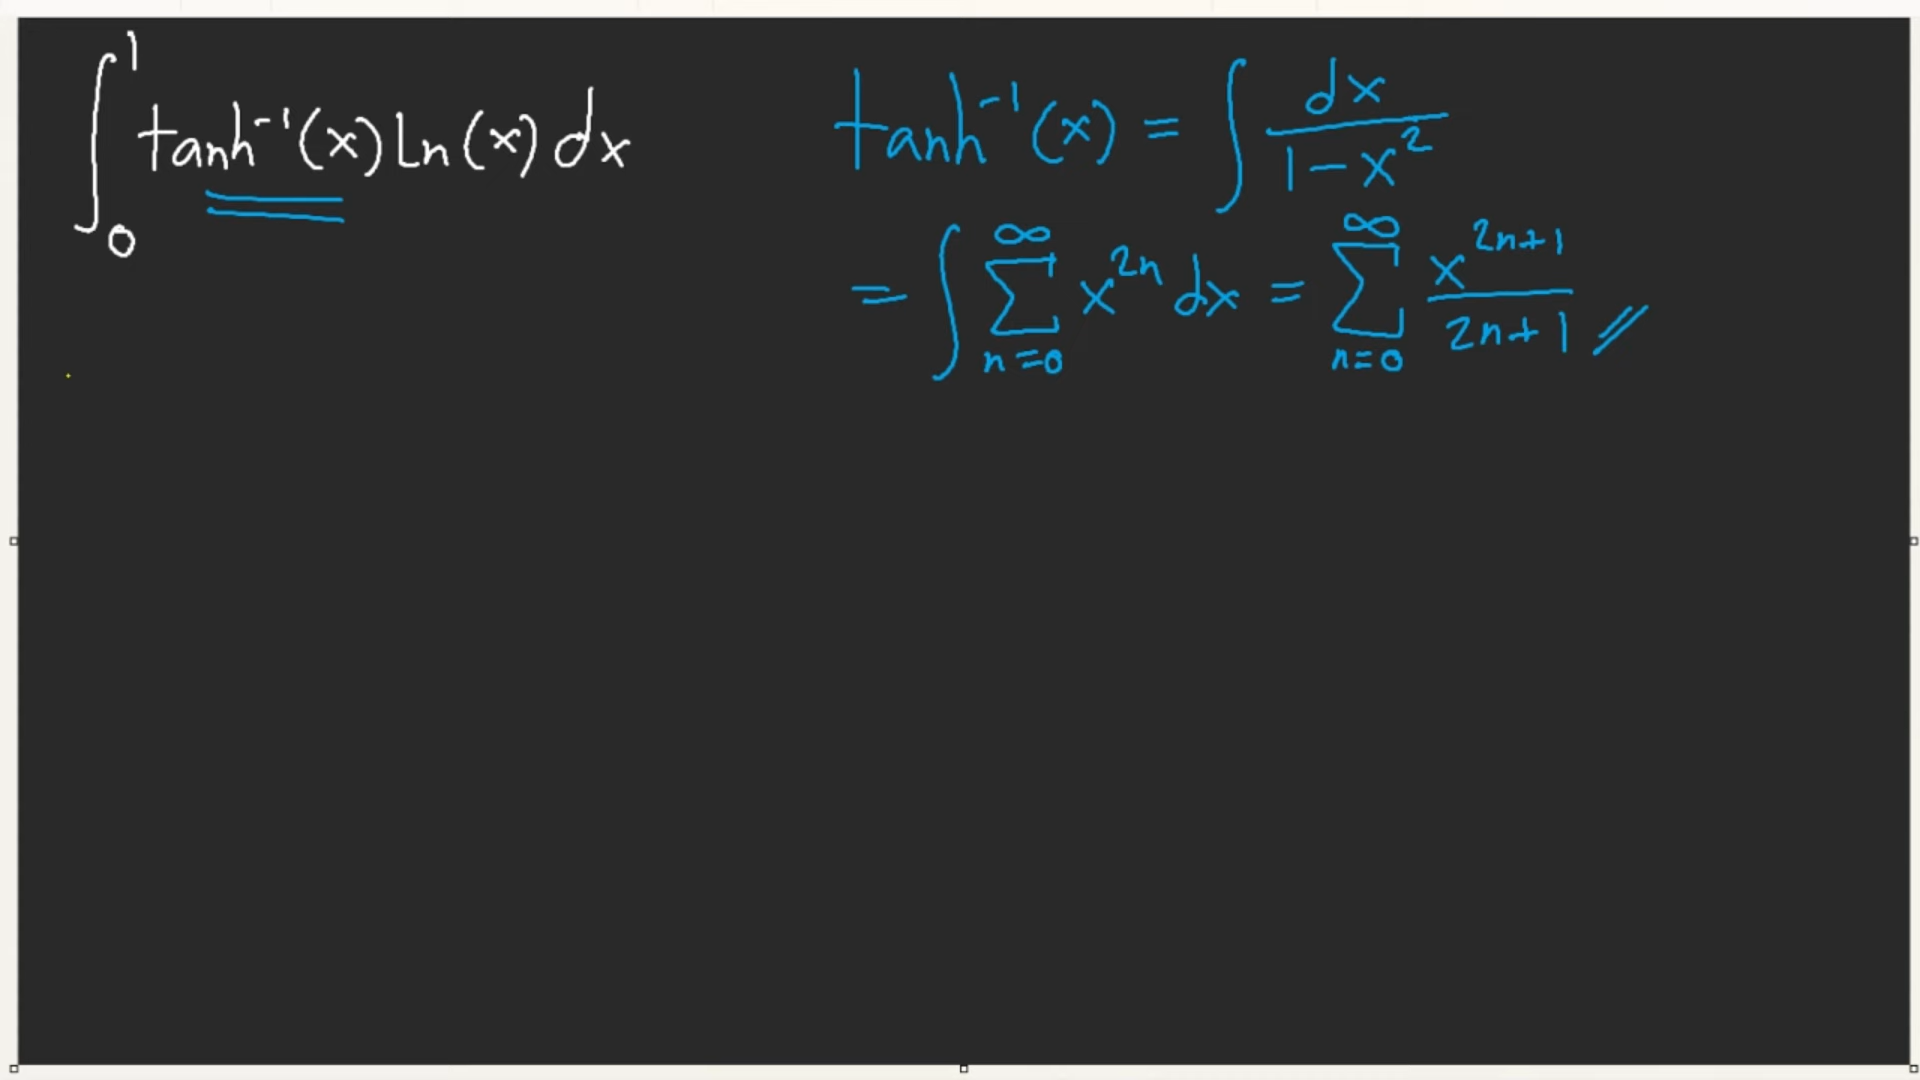 ∫₀¹ tanh⁻¹(x) Ln(x) dx
tanh⁻¹(x) = ∫ dx/(1-x²)
= ∫ ∑_{n=0}^{∞} x^{2n} dx = ∑_{n=0}^{∞} x^{2n+1}/(2n+1) //